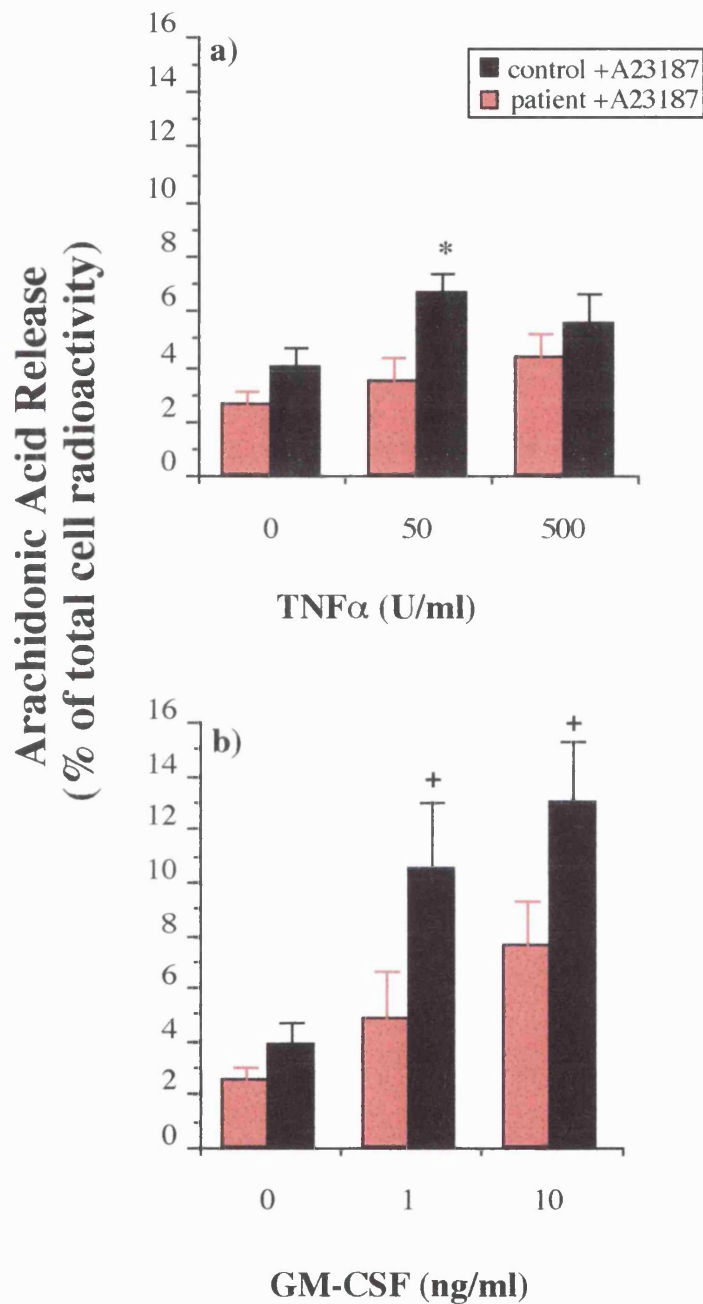 Arachidonic Acid Release
(% of total cell radioactivity)
a)
control +A23187
patient +A23187
16
14
12
10
8
6
4
2
0
*
0 50 500
TNFα (U/ml)
b)
16
14
12
10
8
6
4
2
0
+
+
0 1 10
GM-CSF (ng/ml)